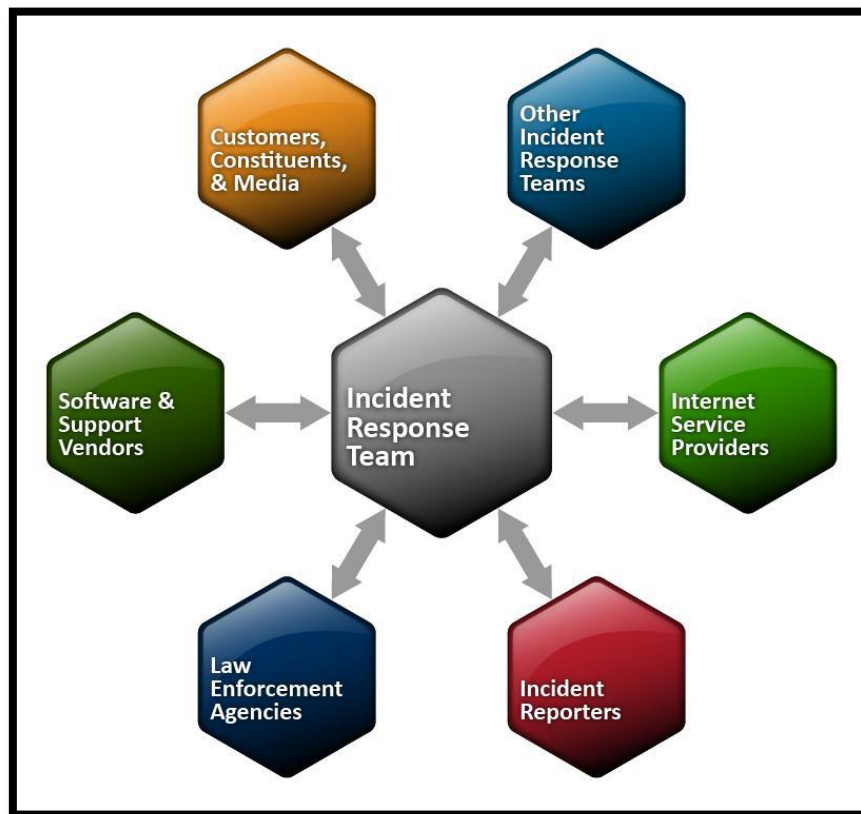 Customers,
Constituents,
& Media
Other
Incident
Response
Teams
Software &
Support
Vendors
Incident
Response
Team
Internet
Service
Providers
Law
Enforcement
Agencies
Incident
Reporters